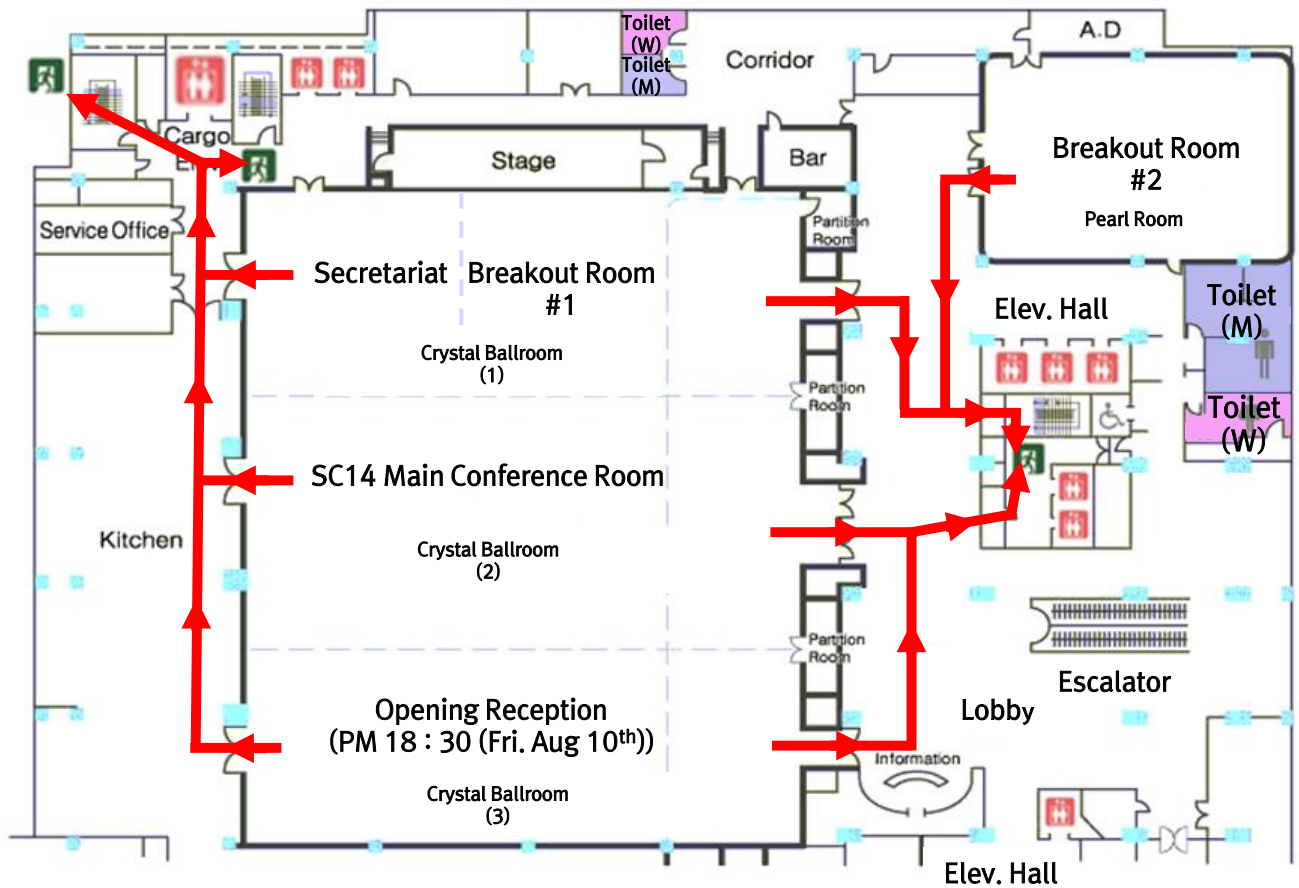 Toilet
(W)
Toilet
(M)
Corridor
A.D
Cargo
Stage
Bar
Breakout Room
#2
Pearl Room
Service Office
Partition
Room
Secretariat
Breakout Room
#1
Crystal Ballroom
(1)
Elev. Hall
Toilet
(M)
Partition
Room
Toilet
(W)
SC14 Main Conference Room
Kitchen
Crystal Ballroom
(2)
Partition
Room
Escalator
Lobby
Opening Reception
(PM 18 : 30 (Fri. Aug 10th))
Information
Crystal Ballroom
(3)
Elev. Hall